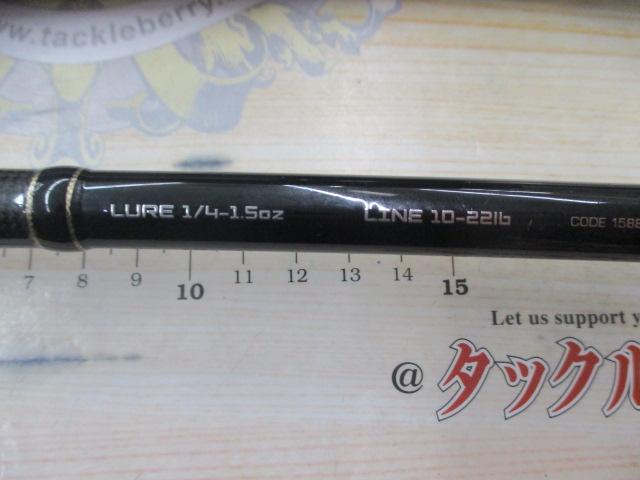 www.tackleberry.
LURE 1/4-1.5oz LINE 10-22lb CODE 1588
7 8 9 10 11 12 13 14 15
Let us support y
@ タックル